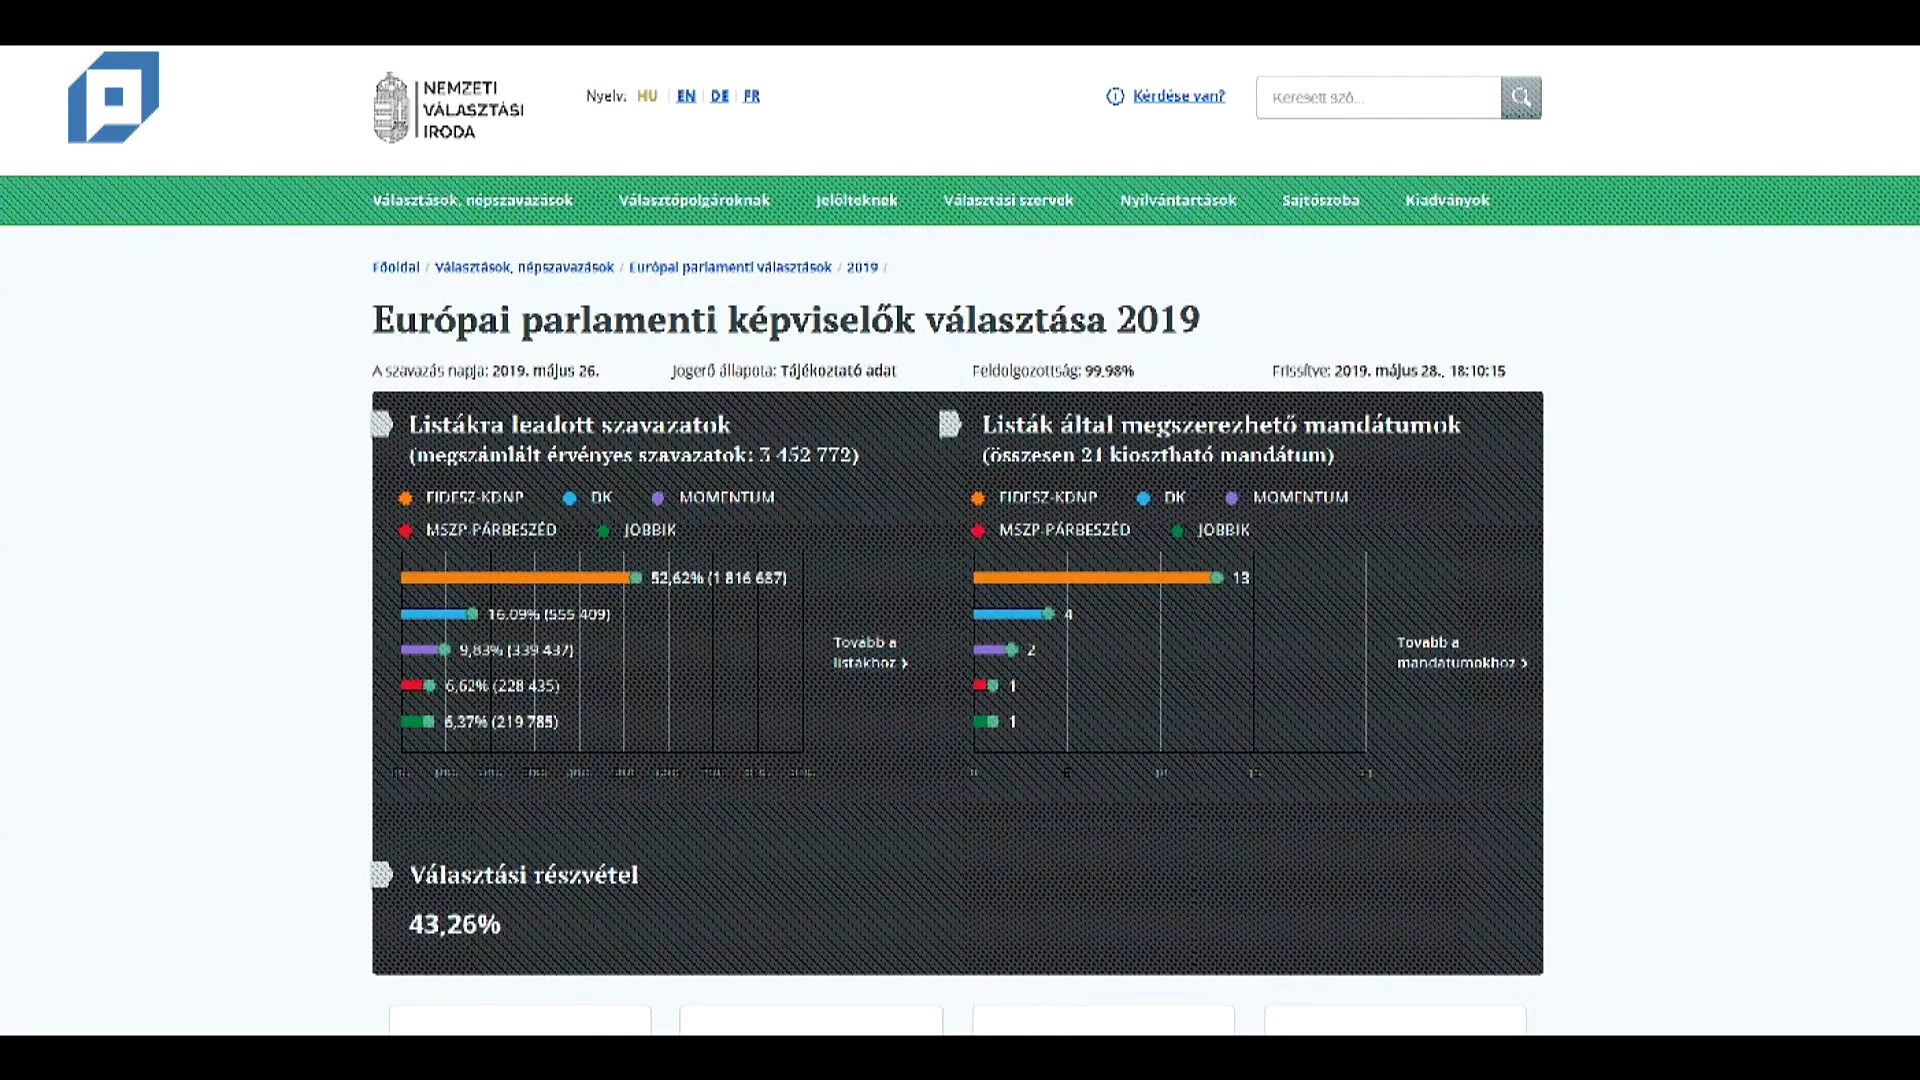 NEMZETI
VÁLASZTÁSI
IRODA
Nyelv: HU EN DE FR
Kérdése van?
Keresett szó...
Választások, népszavazások Választópolgároknak Jelölteknek Választási szervek Nyilvántartások Sajtószoba Kiadványok
Főoldal / Választások, népszavazások / Európai parlamenti választások / 2019 /
Európai parlamenti képviselők választása 2019
A szavazás napja: 2019. május 26. Jogerő állapota: Tájékoztató adat Feldolgozottság: 99.98% Frissítve: 2019. május 28., 18:10:15
Listákra leadott szavazatok
(megszámlált érvényes szavazatok: 3 452 772)
FIDESZ-KDNP DK MOMENTUM
MSZP-PÁRBESZÉD JOBBIK
52,62% (1 816 687)
16,09% (555 409)
9,83% (339 437)
6,62% (228 435)
6,37% (219 785)
Tovább a
listákhoz ›
Listák által megszerezhető mandátumok
(összesen 21 kiosztható mandátum)
FIDESZ-KDNP DK MOMENTUM
MSZP-PÁRBESZÉD JOBBIK
13
4
2
1
1
Tovább a
mandátumokhoz ›
Választási részvétel
43,26%